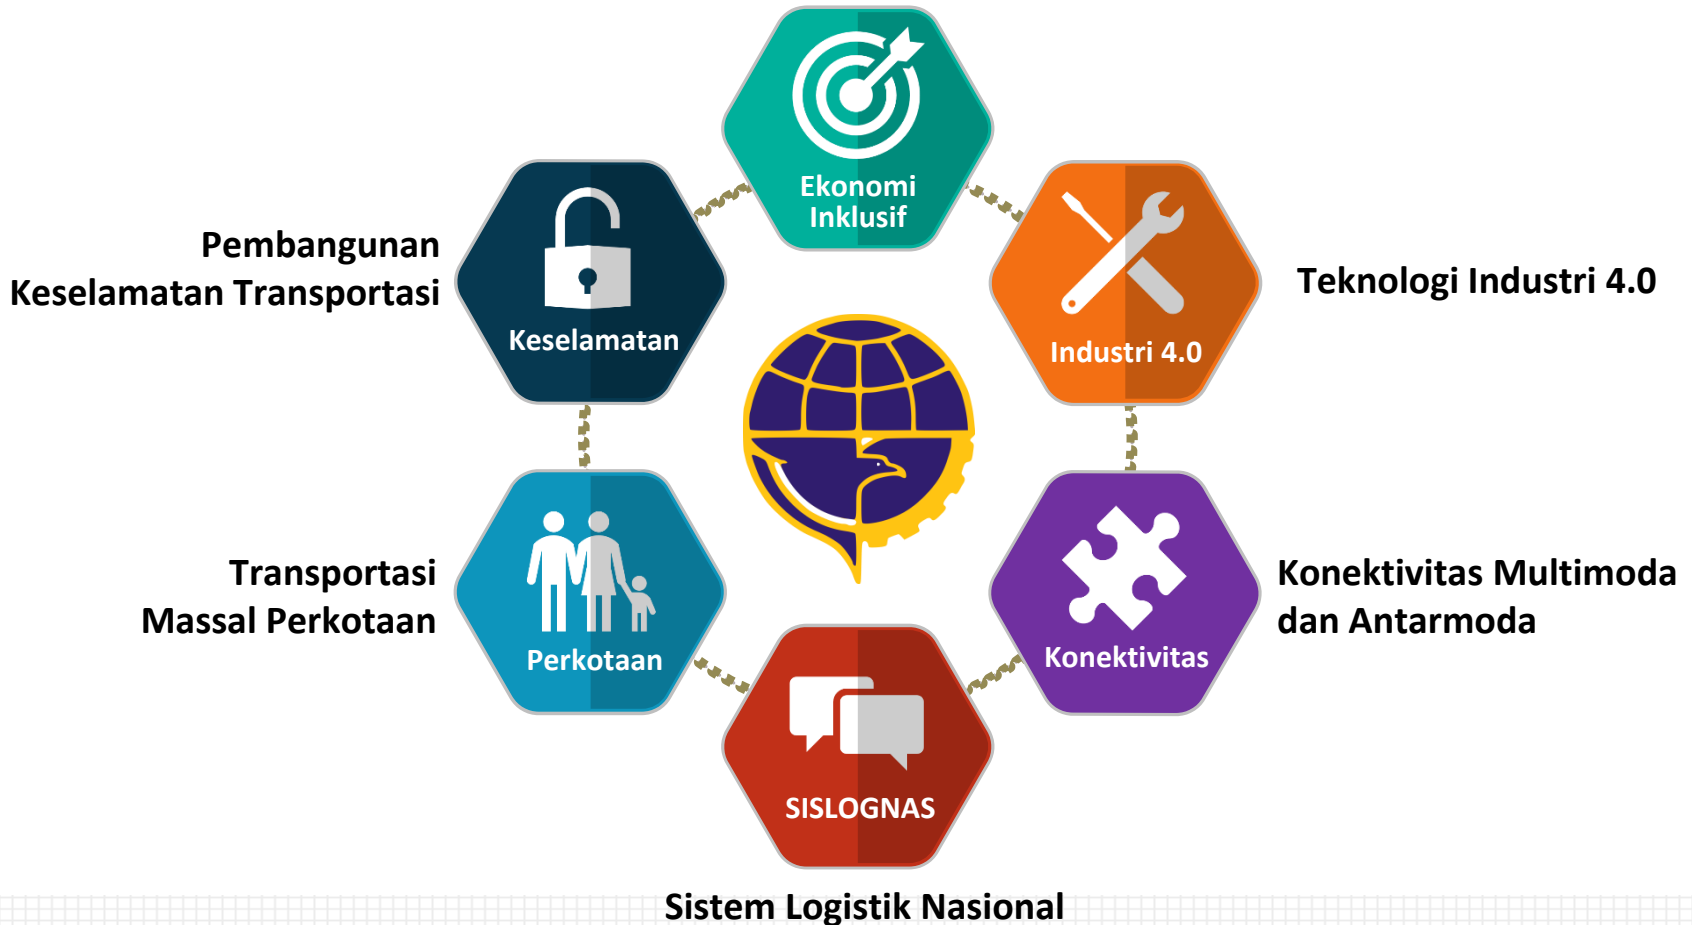 Ekonomi
Inklusif
Pembangunan
Keselamatan Transportasi
Keselamatan
Industri 4.0
Teknologi Industri 4.0
Transportasi
Massal Perkotaan
Perkotaan
Konektivitas
Konektivitas Multimoda
dan Antarmoda
SISLOGNAS
Sistem Logistik Nasional